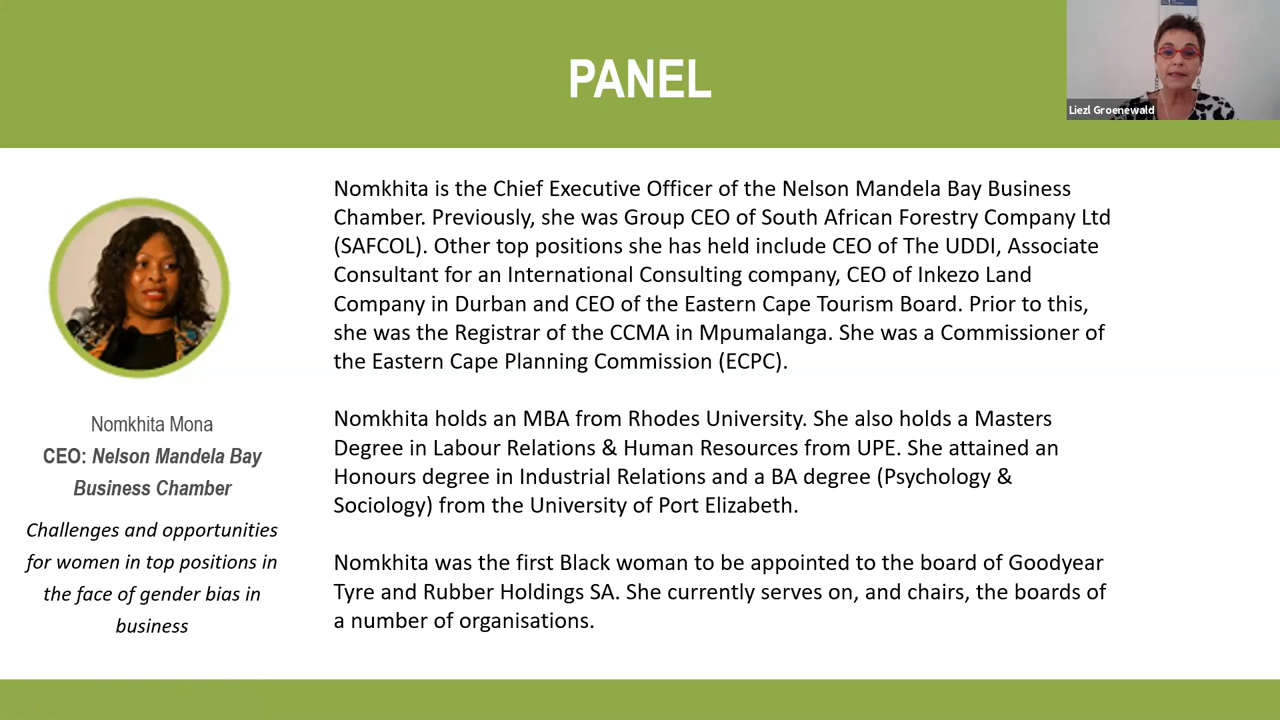 PANEL
Liezl Groenewald
Nomkhita is the Chief Executive Officer of the Nelson Mandela Bay Business
Chamber. Previously, she was Group CEO of South African Forestry Company Ltd
(SAFCOL). Other top positions she has held include CEO of The UDDI, Associate
Consultant for an International Consulting company, CEO of Inkezo Land
Company in Durban and CEO of the Eastern Cape Tourism Board. Prior to this,
she was the Registrar of the CCMA in Mpumalanga. She was a Commissioner of
the Eastern Cape Planning Commission (ECPC).
Nomkhita holds an MBA from Rhodes University. She also holds a Masters
Degree in Labour Relations & Human Resources from UPE. She attained an
Honours degree in Industrial Relations and a BA degree (Psychology &
Sociology) from the University of Port Elizabeth.
Nomkhita was the first Black woman to be appointed to the board of Goodyear
Tyre and Rubber Holdings SA. She currently serves on, and chairs, the boards of
a number of organisations.
Nomkhita Mona
CEO: Nelson Mandela Bay
Business Chamber
Challenges and opportunities
for women in top positions in
the face of gender bias in
business